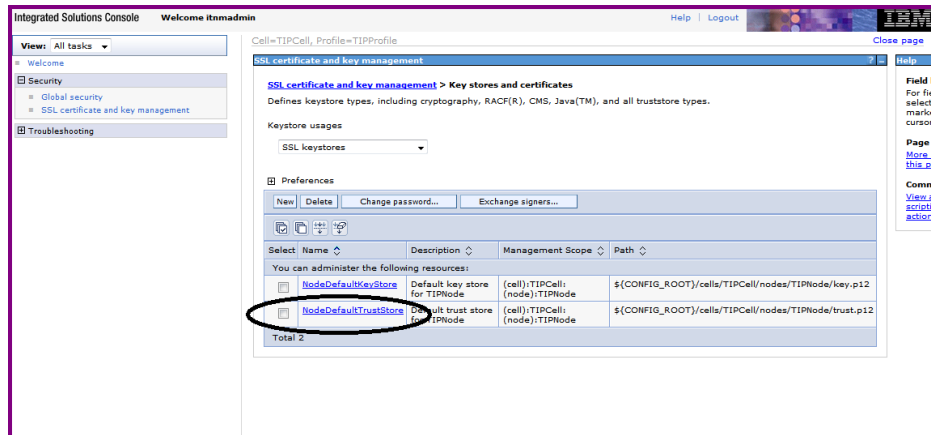 Integrated Solutions Console Welcome itnmadmin Help | Logout IBM
View: All tasks
Welcome
Security
Global security
SSL certificate and key management
Troubleshooting
Cell=TIPCell, Profile=TIPProfile Close page
SSL certificate and key management ? –
SSL certificate and key management > Key stores and certificates
Defines keystore types, including cryptography, RACF(R), CMS, Java(TM), and all truststore types.
Keystore usages
SSL keystores
Preferences
New Delete Change password... Exchange signers...
Select Name Description Management Scope Path
You can administer the following resources:
NodeDefaultKeyStore Default key store (cell):TIPCell: ${CONFIG_ROOT}/cells/TIPCell/nodes/TIPNode/key.p12
for TIPNode (node):TIPNode
NodeDefaultTrustStore Default trust store (cell):TIPCell: ${CONFIG_ROOT}/cells/TIPCell/nodes/TIPNode/trust.p12
for TIPNode (node):TIPNode
Total 2
Help
Field
For fie
select
marke
curso
Page
More
this p
Comm
View a
scripti
action